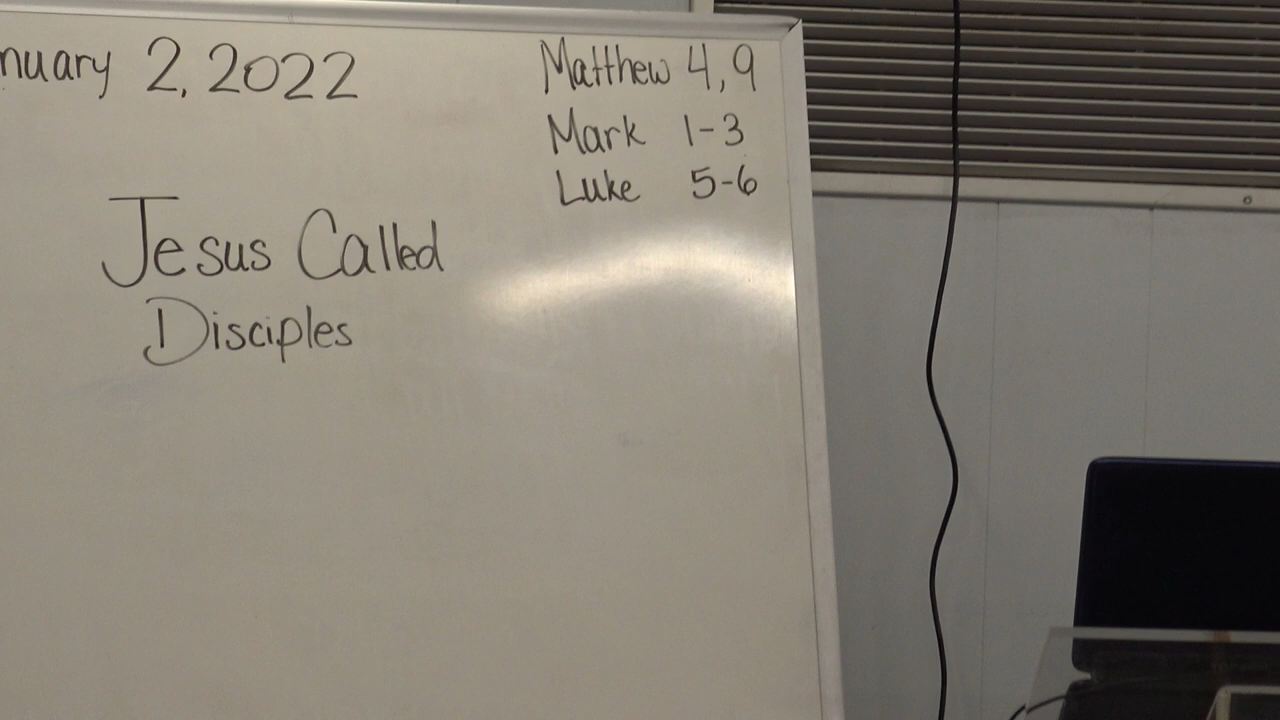 nuary 2, 2022
Matthew 4, 9
Mark 1-3
Luke 5-6
Jesus Called
Disciples